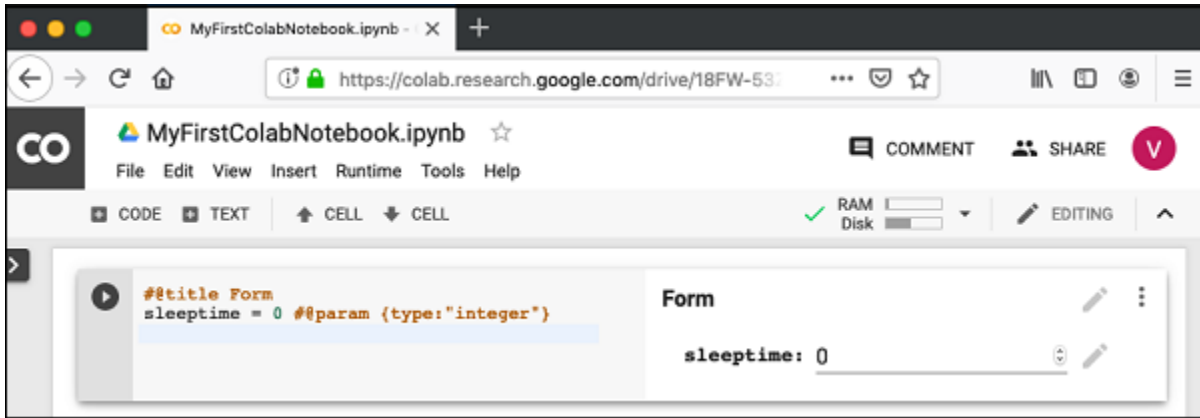 CO MyFirstColabNotebook.ipynb -
https://colab.research.google.com/drive/18FW-53
CO
MyFirstColabNotebook.ipynb
COMMENT SHARE V
File Edit View Insert Runtime Tools Help
CODE TEXT CELL CELL
RAM
Disk
EDITING
#@title Form
sleeptime = 0 #@param {type:"integer"}
Form
sleeptime: 0